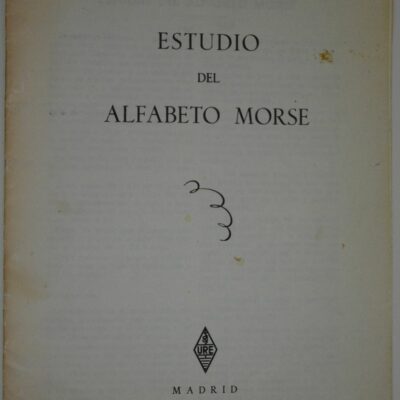 ESTUDIO
DEL
ALFABETO MORSE
URE
MADRID